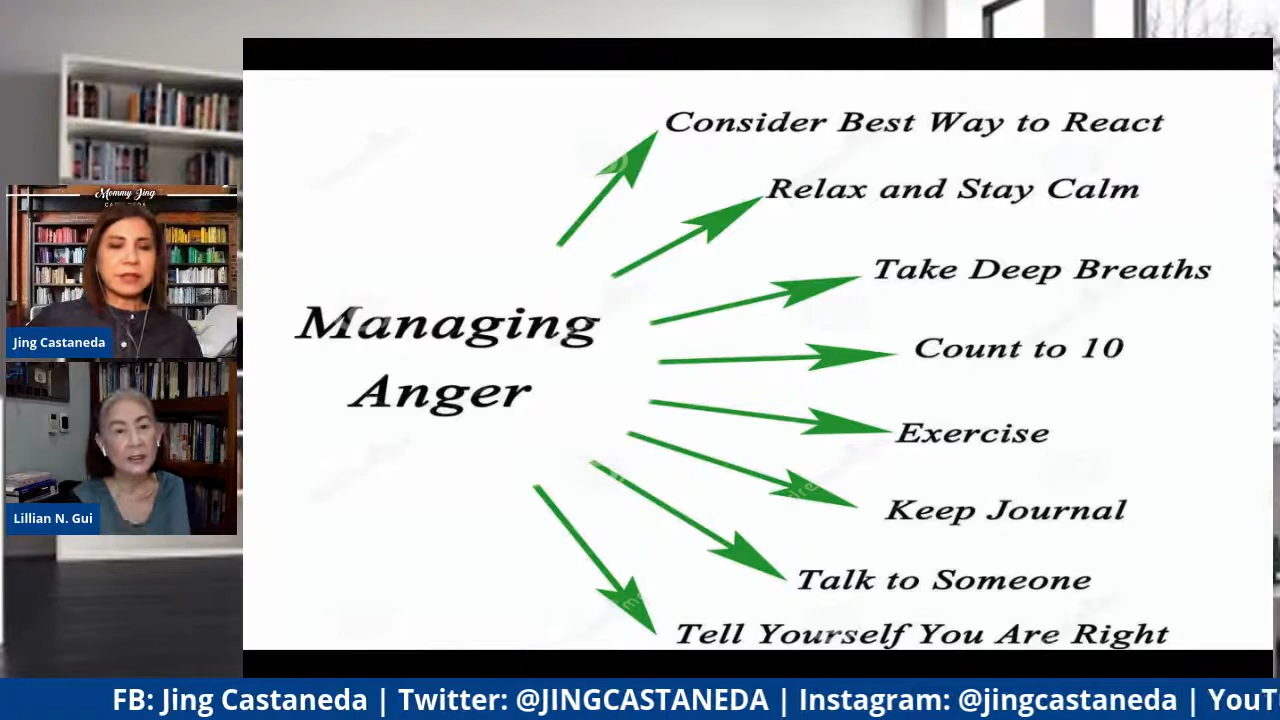 Mommy Jing
Jing Castaneda
Lillian N. Gui
Managing
Anger
Consider Best Way to React
Relax and Stay Calm
Take Deep Breaths
Count to 10
Exercise
Keep Journal
Talk to Someone
Tell Yourself You Are Right
FB: Jing Castaneda | Twitter: @JINGCASTANEDA | Instagram: @jingcastaneda | YouT